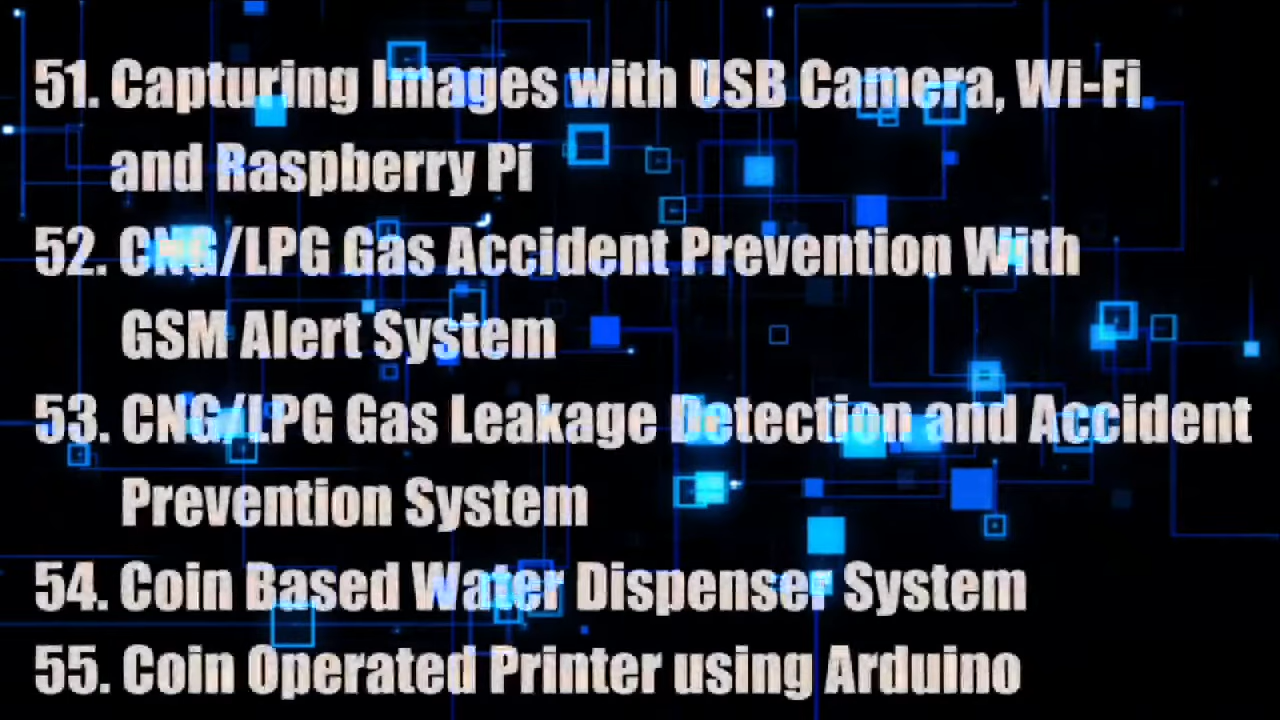 51. Capturing Images with USB Camera, Wi-Fi
and Raspberry Pi
52. CNG/LPG Gas Accident Prevention With
GSM Alert System
53. CNG/LPG Gas Leakage Detection and Accident
Prevention System
54. Coin Based Water Dispenser System
55. Coin Operated Printer using Arduino